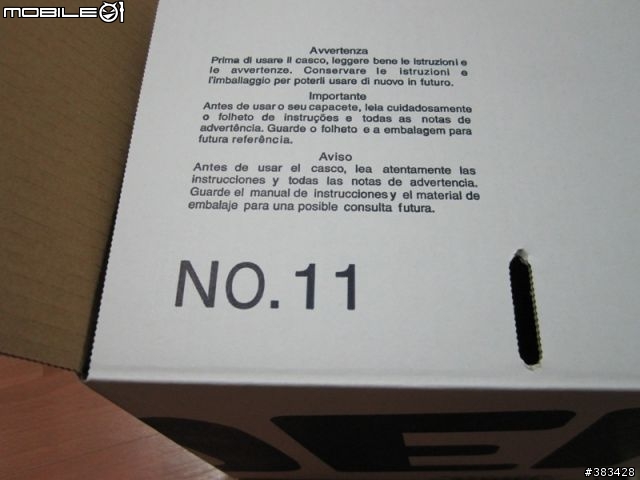 MOBILE01
Avvertenza
Prima di usare il casco, leggere bene le istruzioni e
le avvertenze. Conservare le istruzioni e
l'imballaggio per poterli usare di nuovo in futuro.
Importante
Antes de usar o seu capacete, leia cuidadosamente
o folheto de instruções e todas as notas de
advertência. Guarde o folheto e a embalagem para
futura referência.
Aviso
Antes de usar el casco, lea atentamente las
instrucciones y todas las notas de advertencia.
Guarde el manual de instrucciones y el material de
embalaje para una posible consulta futura.
NO.11
#383428